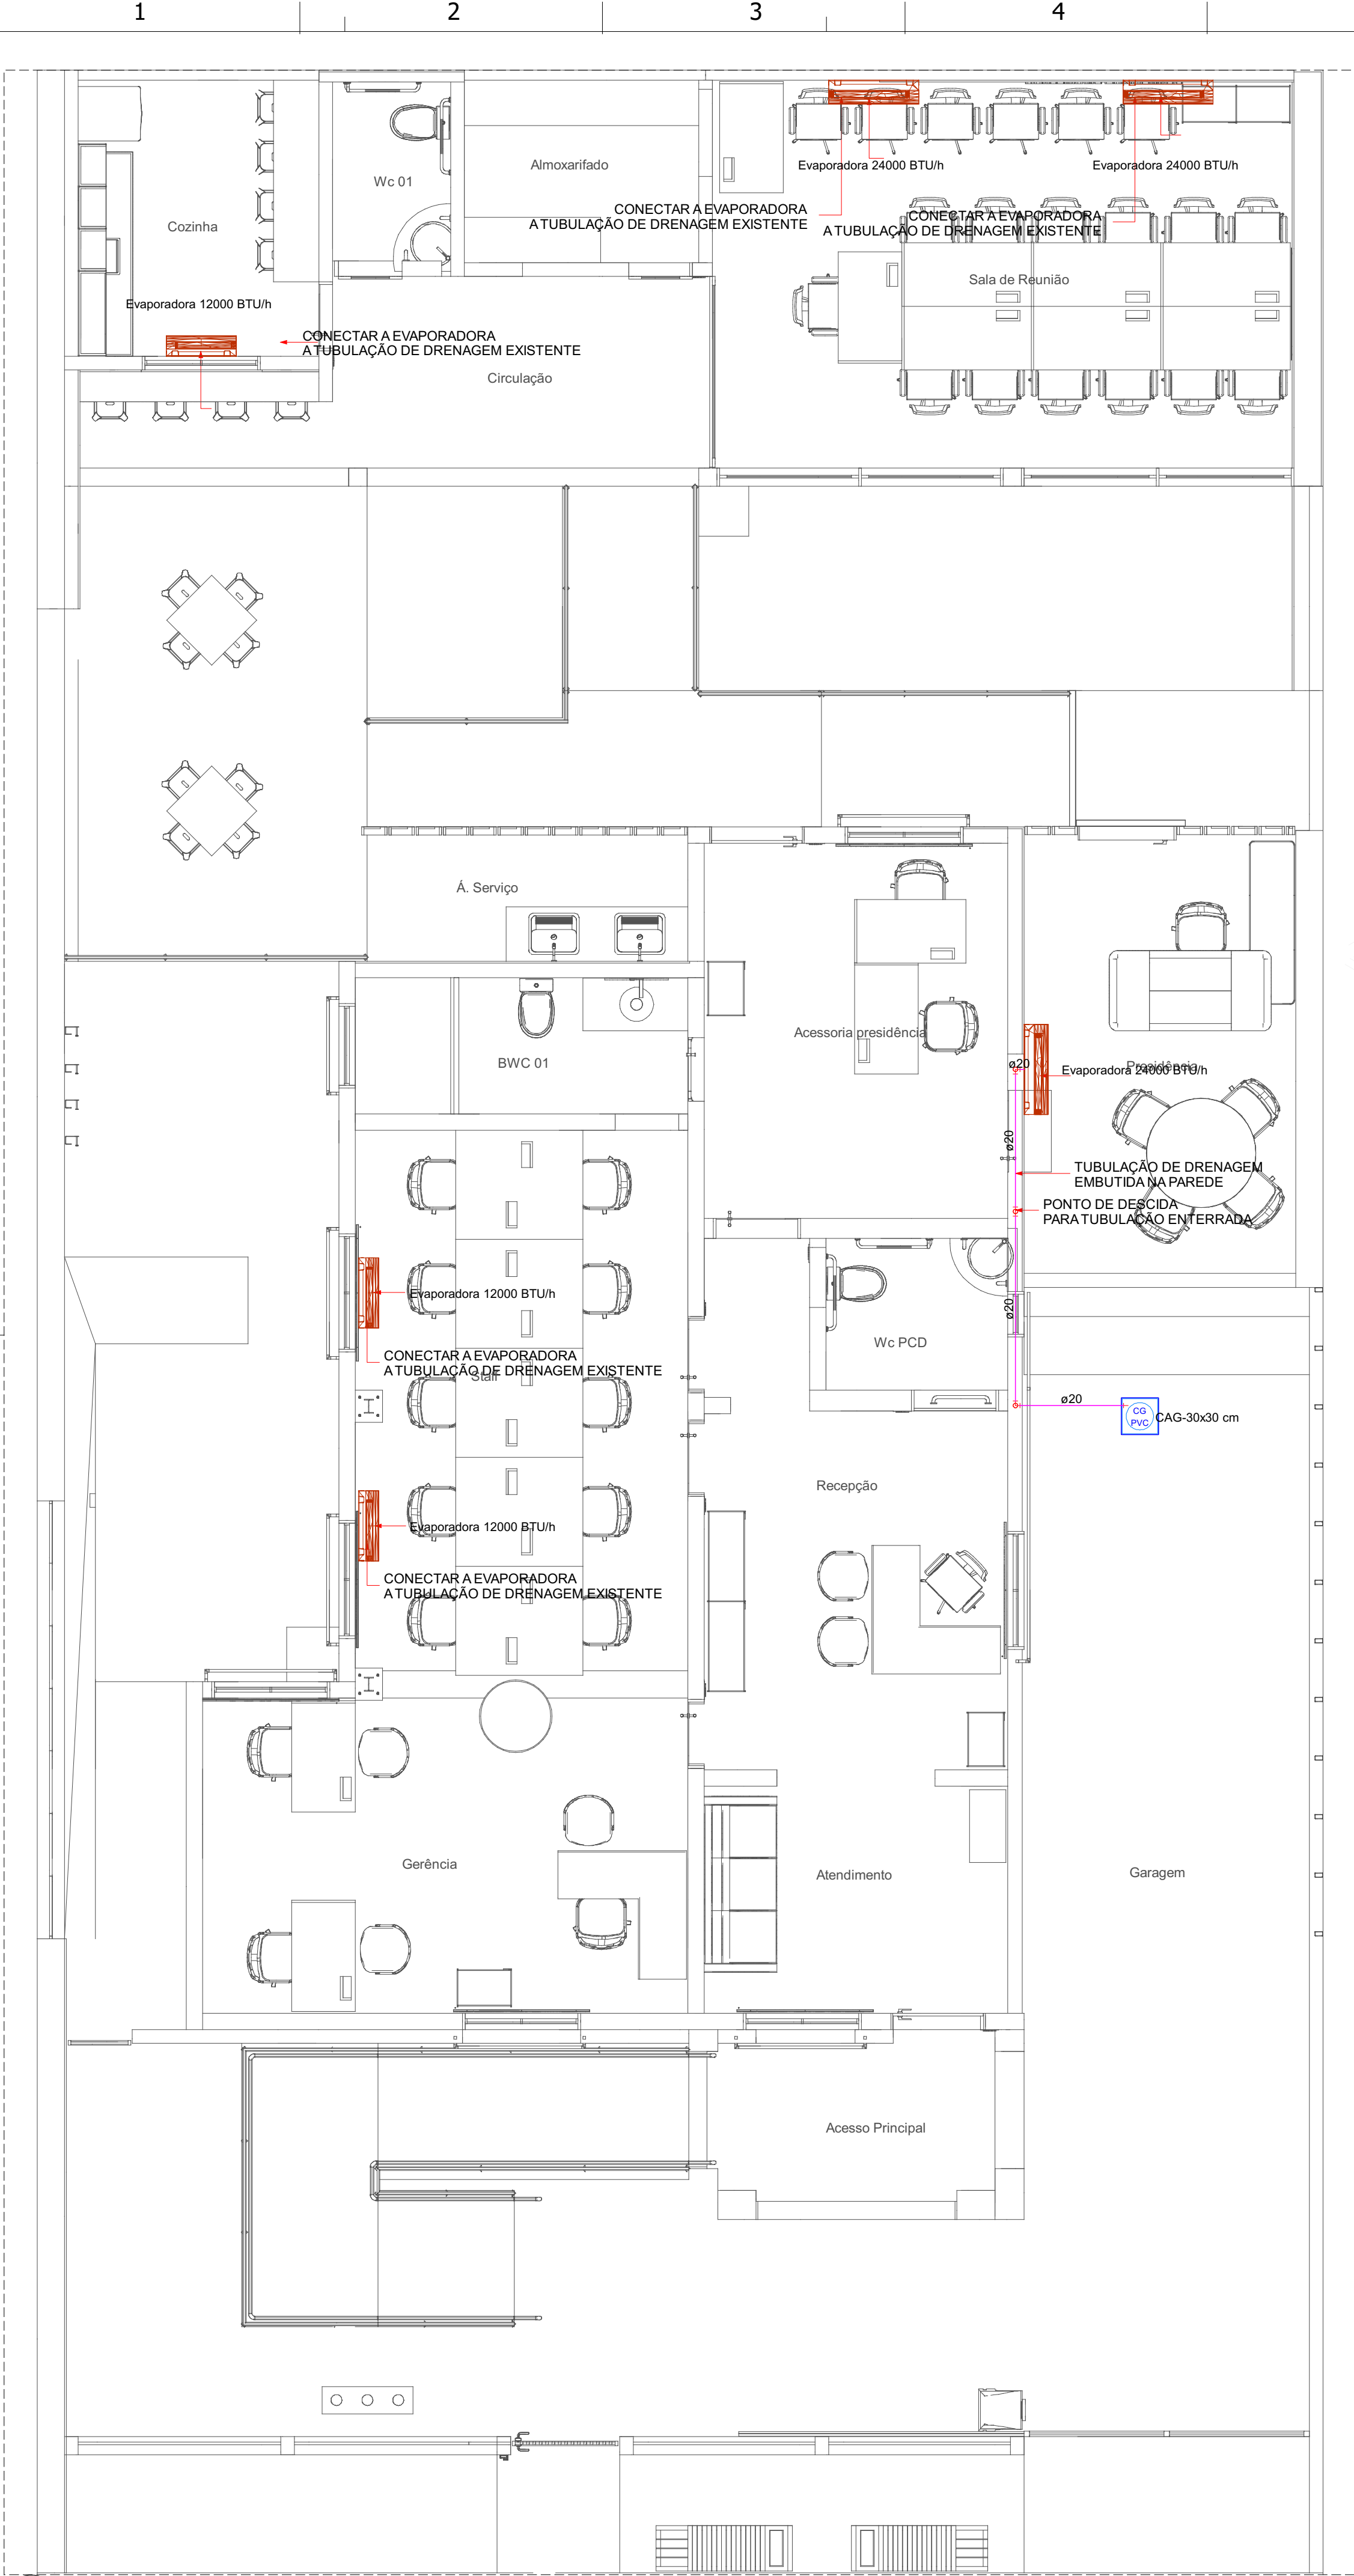 1 2 3 4
Almoxarifado
Evaporadora 24000 BTU/h
Evaporadora 24000 BTU/h
Wc 01
CONECTAR A EVAPORADORA
A TUBULAÇÃO DE DRENAGEM EXISTENTE
CONECTAR A EVAPORADORA
A TUBULAÇÃO DE DRENAGEM EXISTENTE
Cozinha
Sala de Reunião
Evaporadora 12000 BTU/h
CONECTAR A EVAPORADORA
A TUBULAÇÃO DE DRENAGEM EXISTENTE
Circulação
Á. Serviço
Acessoria presidência
BWC 01
ø20
Presidência
Evaporadora 24000 BTU/h
ø20
TUBULAÇÃO DE DRENAGEM
EMBUTIDA NA PAREDE
PONTO DE DESCIDA
PARA TUBULAÇÃO ENTERRADA
Evaporadora 12000 BTU/h
ø20
Wc PCD
CONECTAR A EVAPORADORA
A TUBULAÇÃO DE DRENAGEM EXISTENTE
Staff
ø20
CG
PVC
CAG-30x30 cm
Recepção
Evaporadora 12000 BTU/h
CONECTAR A EVAPORADORA
A TUBULAÇÃO DE DRENAGEM EXISTENTE
Gerência
Atendimento
Garagem
Acesso Principal